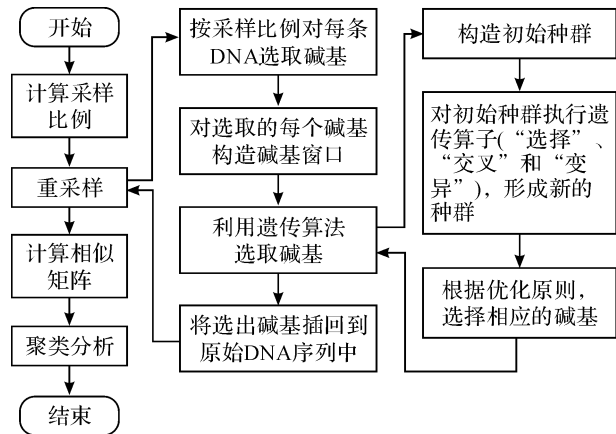 开始
计算采样
比例
重采样
计算相似
矩阵
聚类分析
结束
按采样比例对每条
DNA选取碱基
对选取的每个碱基
构造碱基窗口
利用遗传算法
选取碱基
将选出碱基插回到
原始DNA序列中
构造初始种群
对初始种群执行遗
传算子(“选择”、
“交叉”和“变
异”)，形成新的
种群
根据优化原则，
选择相应的碱基